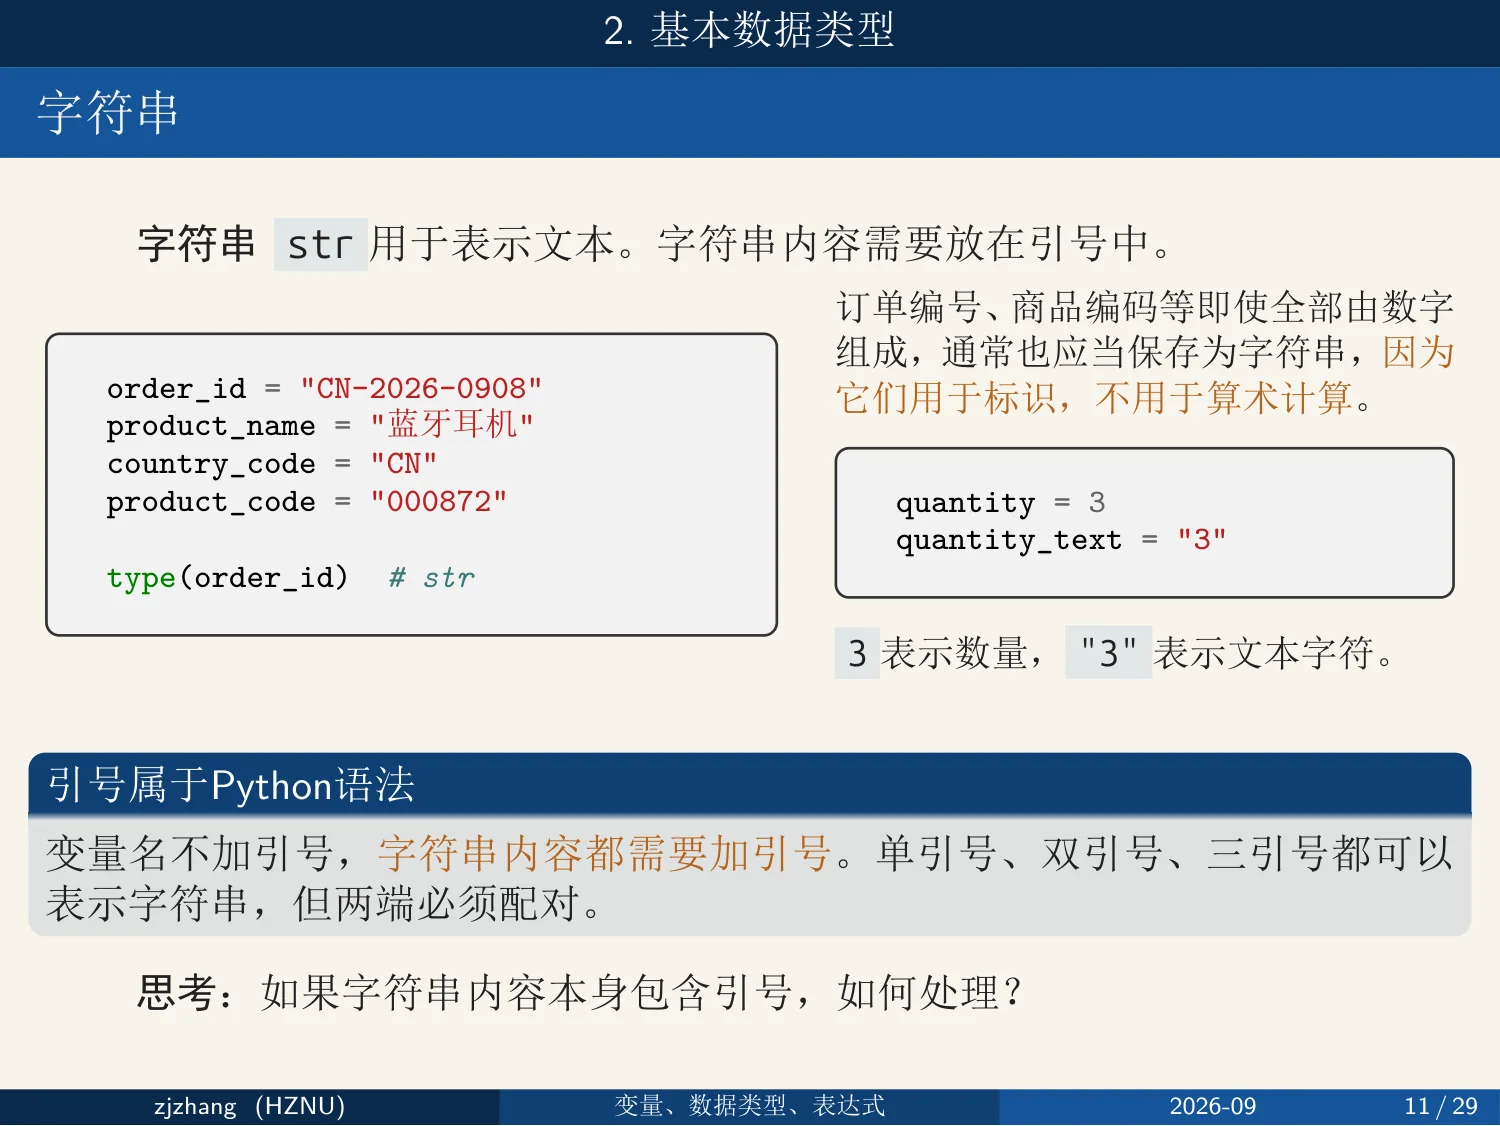 2. 基本数据类型
字符串
字符串 str 用于表示文本。字符串内容需要放在引号中。
order_id = "CN-2026-0908"
product_name = "蓝牙耳机"
country_code = "CN"
product_code = "000872"
type(order_id)  # str
订单编号、商品编码等即使全部由数字
组成，通常也应当保存为字符串，因为
它们用于标识，不用于算术计算。
quantity = 3
quantity_text = "3"
3 表示数量， "3" 表示文本字符。
引号属于Python语法
变量名不加引号，字符串内容都需要加引号。单引号、双引号、三引号都可以
表示字符串，但两端必须配对。
思考：如果字符串内容本身包含引号，如何处理？
zjzhang (HZNU)
变量、数据类型、表达式
2026-09
11 / 29